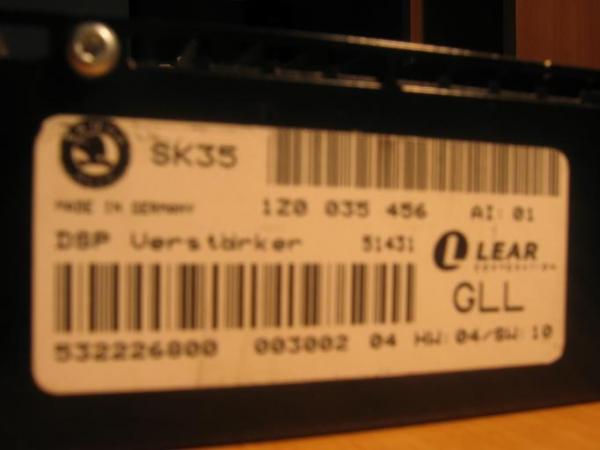 SK35
MADE IN GERMANY 1Z0 035 456 AI: 01
DSP Verstärker 51431 LEAR
CORPORATION
GLL
532226800 003002 04 HW: 04/SW: 10